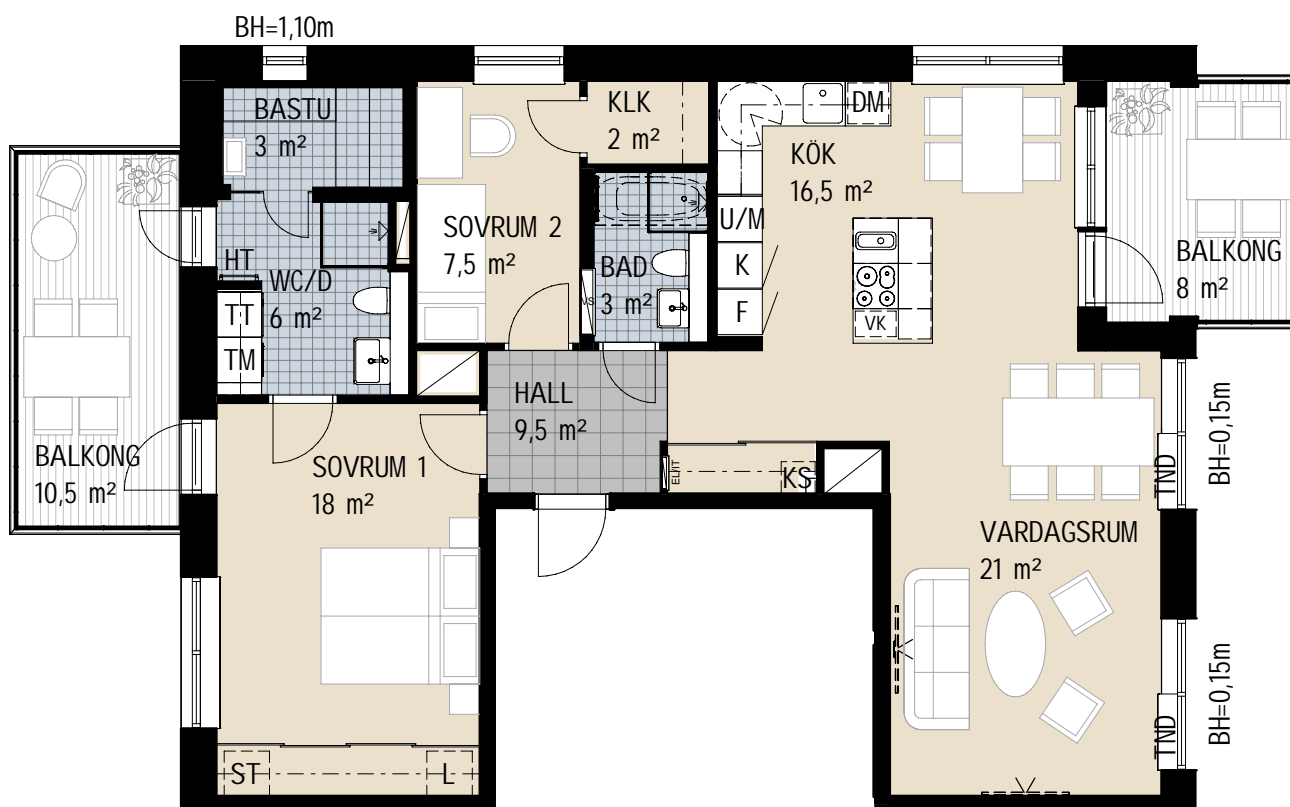 BH=1,10m
BASTU
3 m²
KLK
2 m²
DM
KÖK
16,5 m²
SOVRUM 2
7,5 m²
U/M
K
F
BAD
3 m²
VS
VK
BALKONG
8 m²
HT
WC/D
6 m²
TT
TM
HALL
9,5 m²
BALKONG
10,5 m²
SOVRUM 1
18 m²
EL/IT
KS
TND
BH=0,15m
VARDAGSRUM
21 m²
TND
BH=0,15m
ST
L